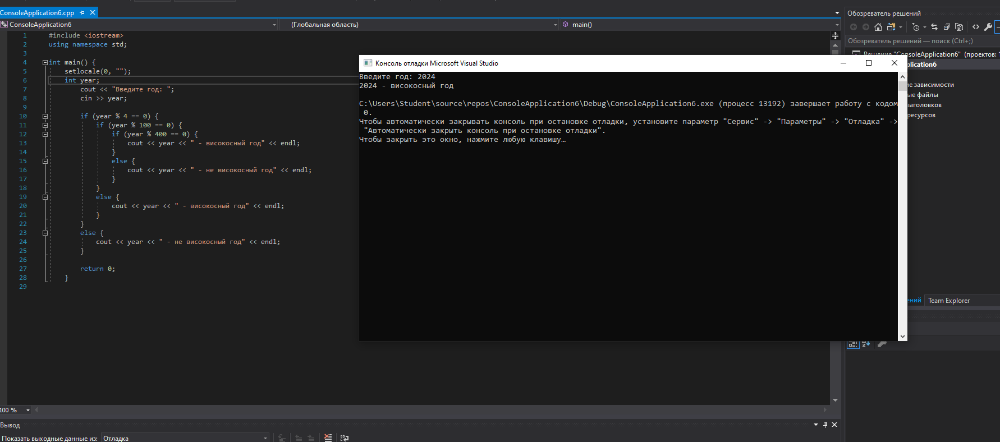 ConsoleApplication6.cpp
ConsoleApplication6
(Глобальная область)
main()
1 #include <iostream>
2 using namespace std;
3
4 int main() {
5 setlocale(0, "");
6 int year;
7 cout << "Введите год: ";
8 cin >> year;
9
10 if (year % 4 == 0) {
11 if (year % 100 == 0) {
12 if (year % 400 == 0) {
13 cout << year << " - високосный год" << endl;
14 }
15 else {
16 cout << year << " - не високосный год" << endl;
17 }
18 }
19 else {
20 cout << year << " - високосный год" << endl;
21 }
22 }
23 else {
24 cout << year << " - не високосный год" << endl;
25 }
26
27 return 0;
28 }
29
Консоль отладки Microsoft Visual Studio
Введите год: 2024
2024 - високосный год
C:\Users\Student\source\repos\ConsoleApplication6\Debug\ConsoleApplication6.exe (процесс 13192) завершает работу с кодом
0.
Чтобы автоматически закрывать консоль при остановке отладки, установите параметр "Сервис" -> "Параметры" -> "Отладка" ->
"Автоматически закрыть консоль при остановке отладки".
Чтобы закрыть это окно, нажмите любую клавишу…
Обозреватель решений
Обозреватель решений — поиск (Ctrl+;)
Решение "ConsoleApplication6" (проектов:
plication6
е зависимости
ые файлы
заголовков
ресурсов
ений
Team Explorer
100 %
Вывод
Показать выходные данные из:
Отладка